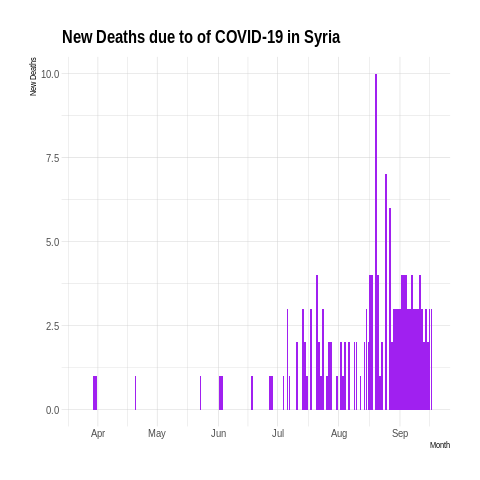 New Deaths due to of COVID-19 in Syria
New Deaths
10.0
7.5
5.0
2.5
0.0
Apr May Jun Jul Aug Sep
Month